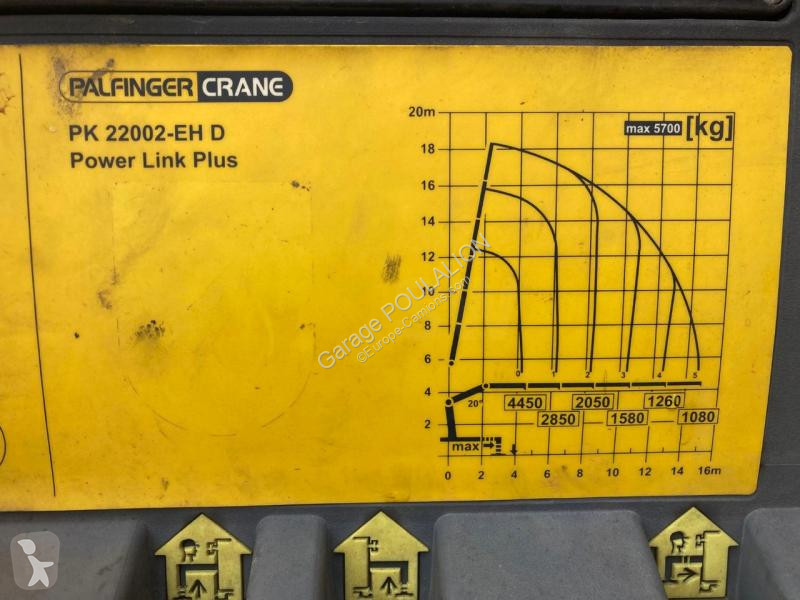 PALFINGER CRANE
PK 22002-EH D
Power Link Plus
20m
max 5700 [kg]
18
16
14
12
10
8
6
0 1 2 3 4 5
4
20°
4450 2050 1260
2850 1580 1080
2
max
0 2 4 6 8 10 12 14 16m
Garage POULALION
©Europe-Camions.com